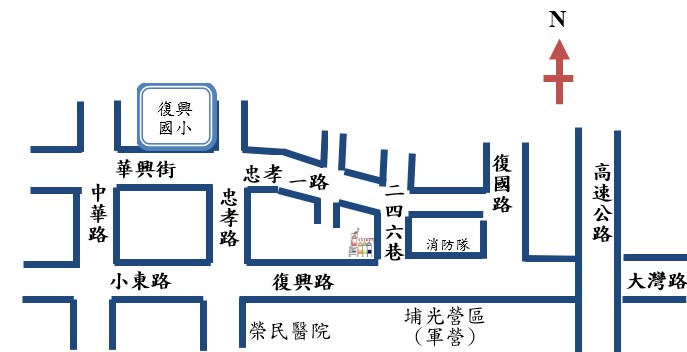 N
復興
國小
華興街
忠孝
一路
復國路
中華路
忠孝路
二四六巷
高速公路
消防隊
小東路
復興路
大灣路
榮民醫院
埔光營區
(軍營)